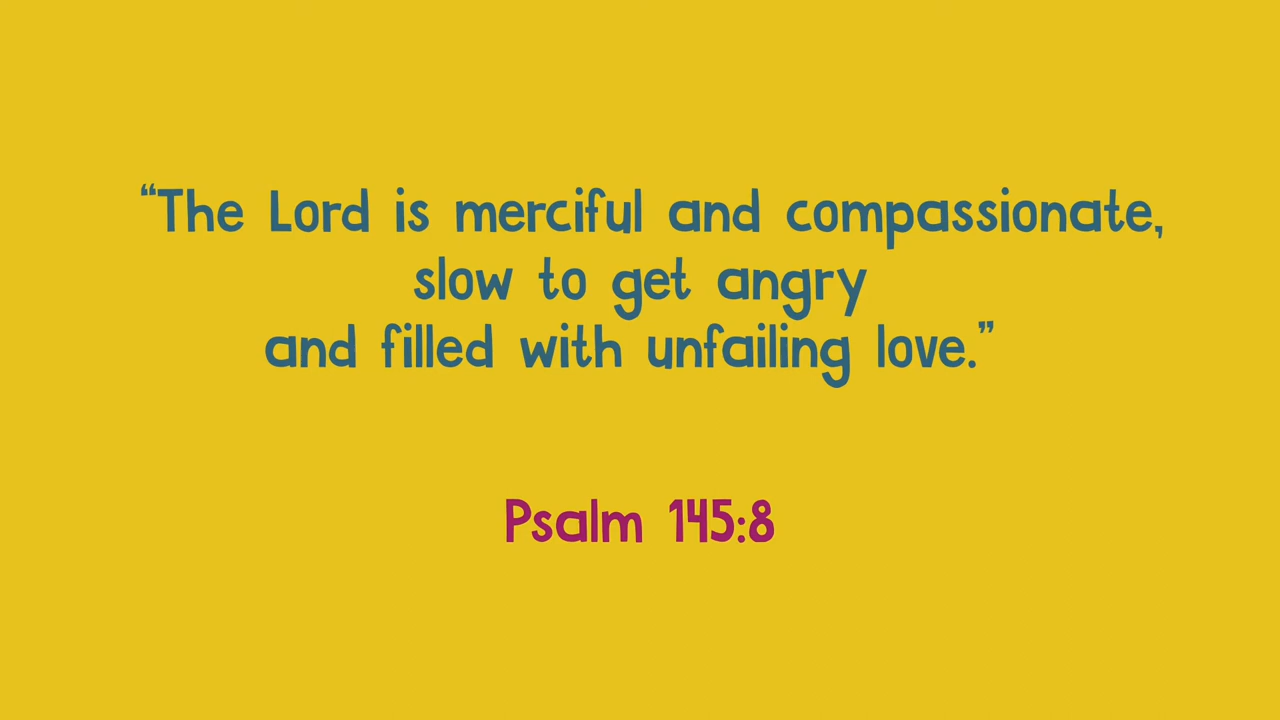 “The Lord is merciful and compassionate,
slow to get angry
and filled with unfailing love.”
Psalm 145:8